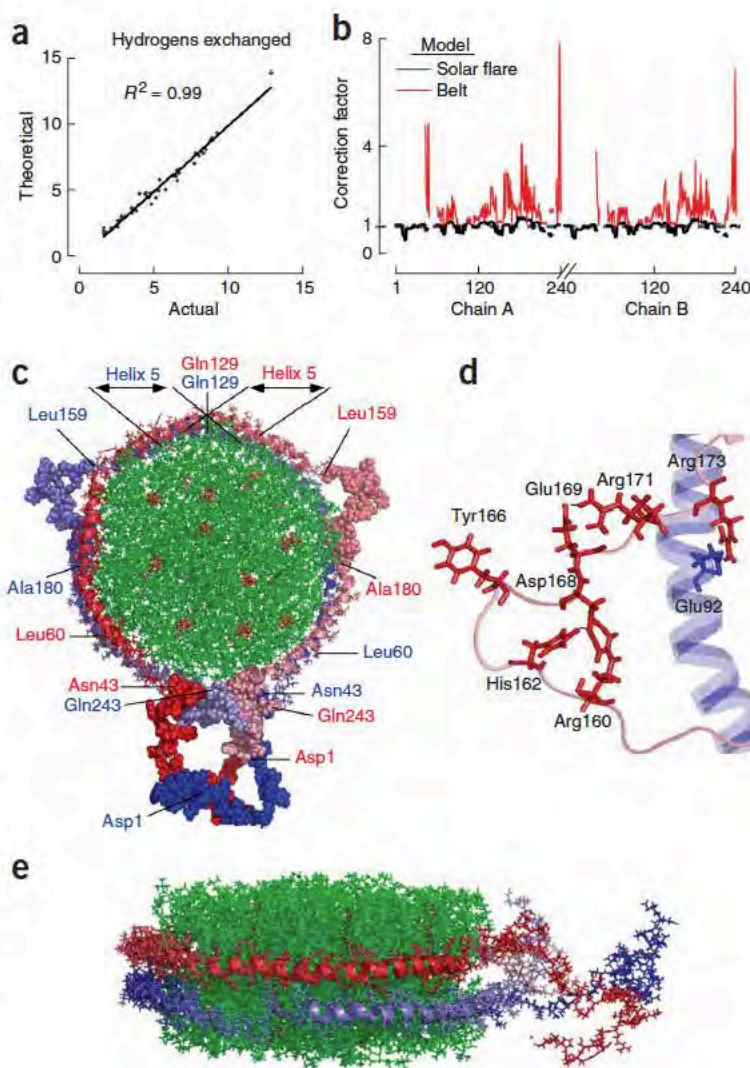 a
Hydrogens exchanged
15
10
5
0
R² = 0.99
Theoretical
0
5
10
15
Actual
b
8
4
1
0
Correction factor
Model
Solar flare
Belt
1
120
240
120
240
Chain A
Chain B
c
Gln129
Helix 5
Gln129
Helix 5
Leu159
Leu159
Ala180
Ala180
Leu60
Leu60
Asn43
Asn43
Gln243
Gln243
Asp1
Asp1
d
Arg173
Arg171
Glu169
Tyr166
Asp168
Glu92
His162
Arg160
e